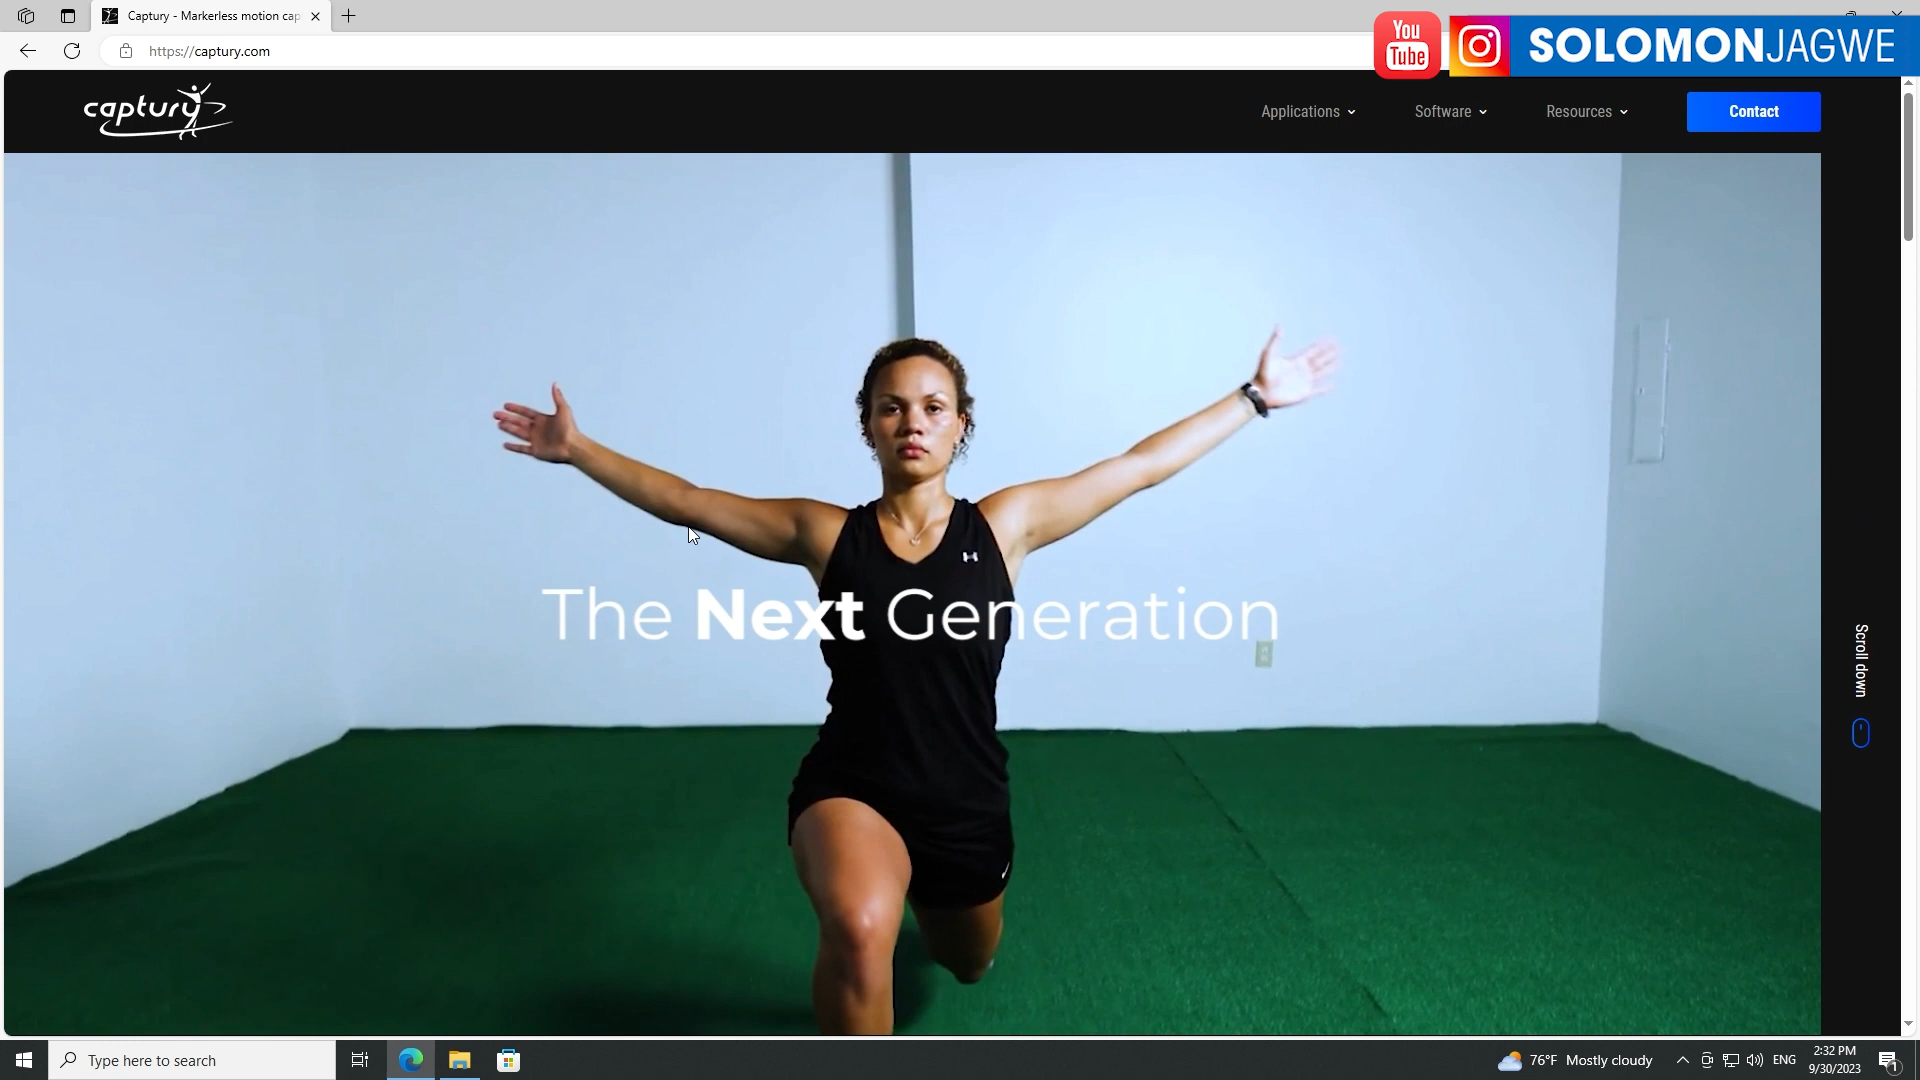 Captury - Markerless motion cap
https://captury.com
You
Tube
SOLOMONJAGWE
captury
Applications
Software
Resources
Contact
The Next Generation
Scroll down
Type here to search
76°F Mostly cloudy
ENG
2:32 PM
9/30/2023
1